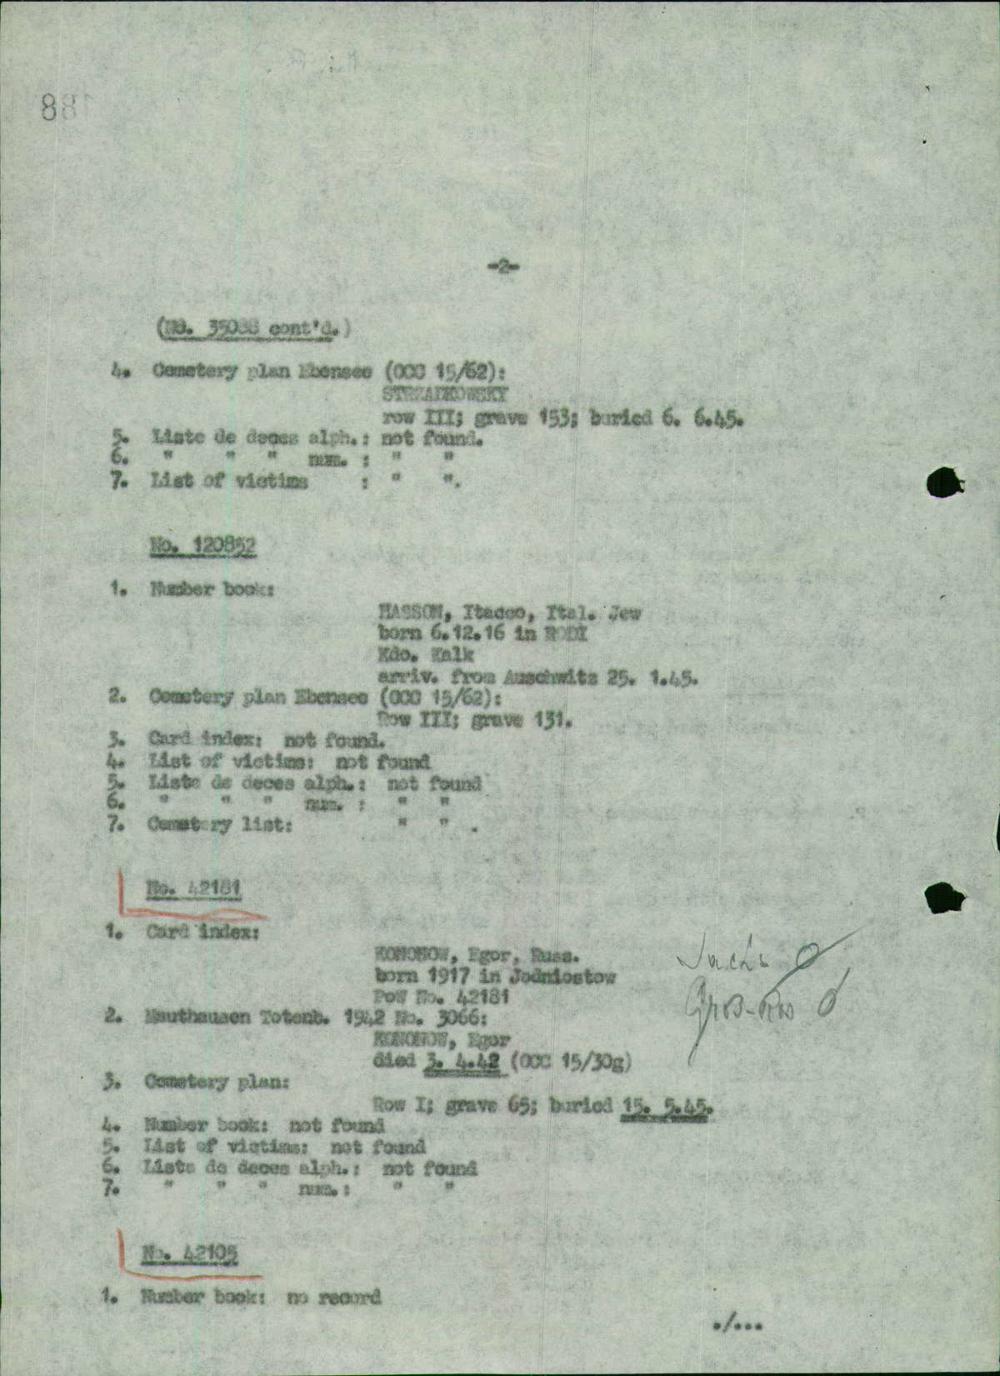 188
-2-
(No. 35088 cont'd.)
4. Cemetery plan Ebensee (OCC 15/62):
STRZADKOWSKY
row III; grave 153; buried 6. 6.45.
5. Liste de deces alph.: not found.
6. " " " num. : " "
7. List of victims : " ".
No. 120852
1. Number book:
HASSON, Itacco, Ital. Jew
born 6.12.16 in RODI
Kdo. Kalk
arriv. from Auschwitz 25. 1.45.
2. Cemetery plan Ebensee (OCC 15/62):
Row III; grave 131.
3. Card index: not found.
4. List of victims: not found
5. Liste de deces alph.: not found
6. " " " num. : " "
7. Cemetery list: " " .
No. 42181
1. Card index:
KONONOW, Egor, Russ.
born 1917 in Jodniostow
PoW No. 42181
2. Mauthausen Totenb. 1942 No. 3066:
KONONOW, Egor
died 3. 4.42 (OCC 15/30g)
3. Cemetery plan:
Row I; grave 65; buried 15. 5.45.
4. Number book: not found
5. List of victims: not found
6. Liste de deces alph.: not found
7. " " " num.: " "
No. 42105
1. Number book: no record
./...